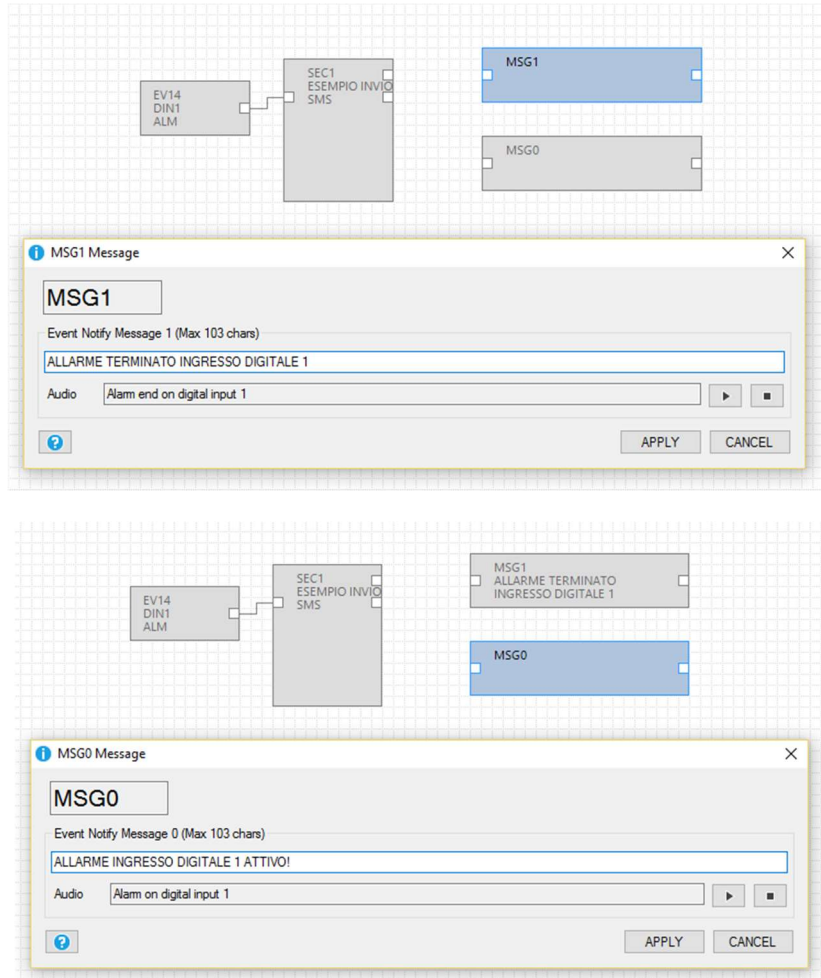 EV14
DIN1
ALM
SEC1
ESEMPIO INVIO
SMS
MSG1
MSG0
MSG1 Message
MSG1
Event Notify Message 1 (Max 103 chars)
ALLARME TERMINATO INGRESSO DIGITALE 1
Audio Alarm end on digital input 1
APPLY CANCEL
EV14
DIN1
ALM
SEC1
ESEMPIO INVIO
SMS
MSG1
ALLARME TERMINATO
INGRESSO DIGITALE 1
MSG0
MSG0 Message
MSG0
Event Notify Message 0 (Max 103 chars)
ALLARME INGRESSO DIGITALE 1 ATTIVO!
Audio Alarm on digital input 1
APPLY CANCEL